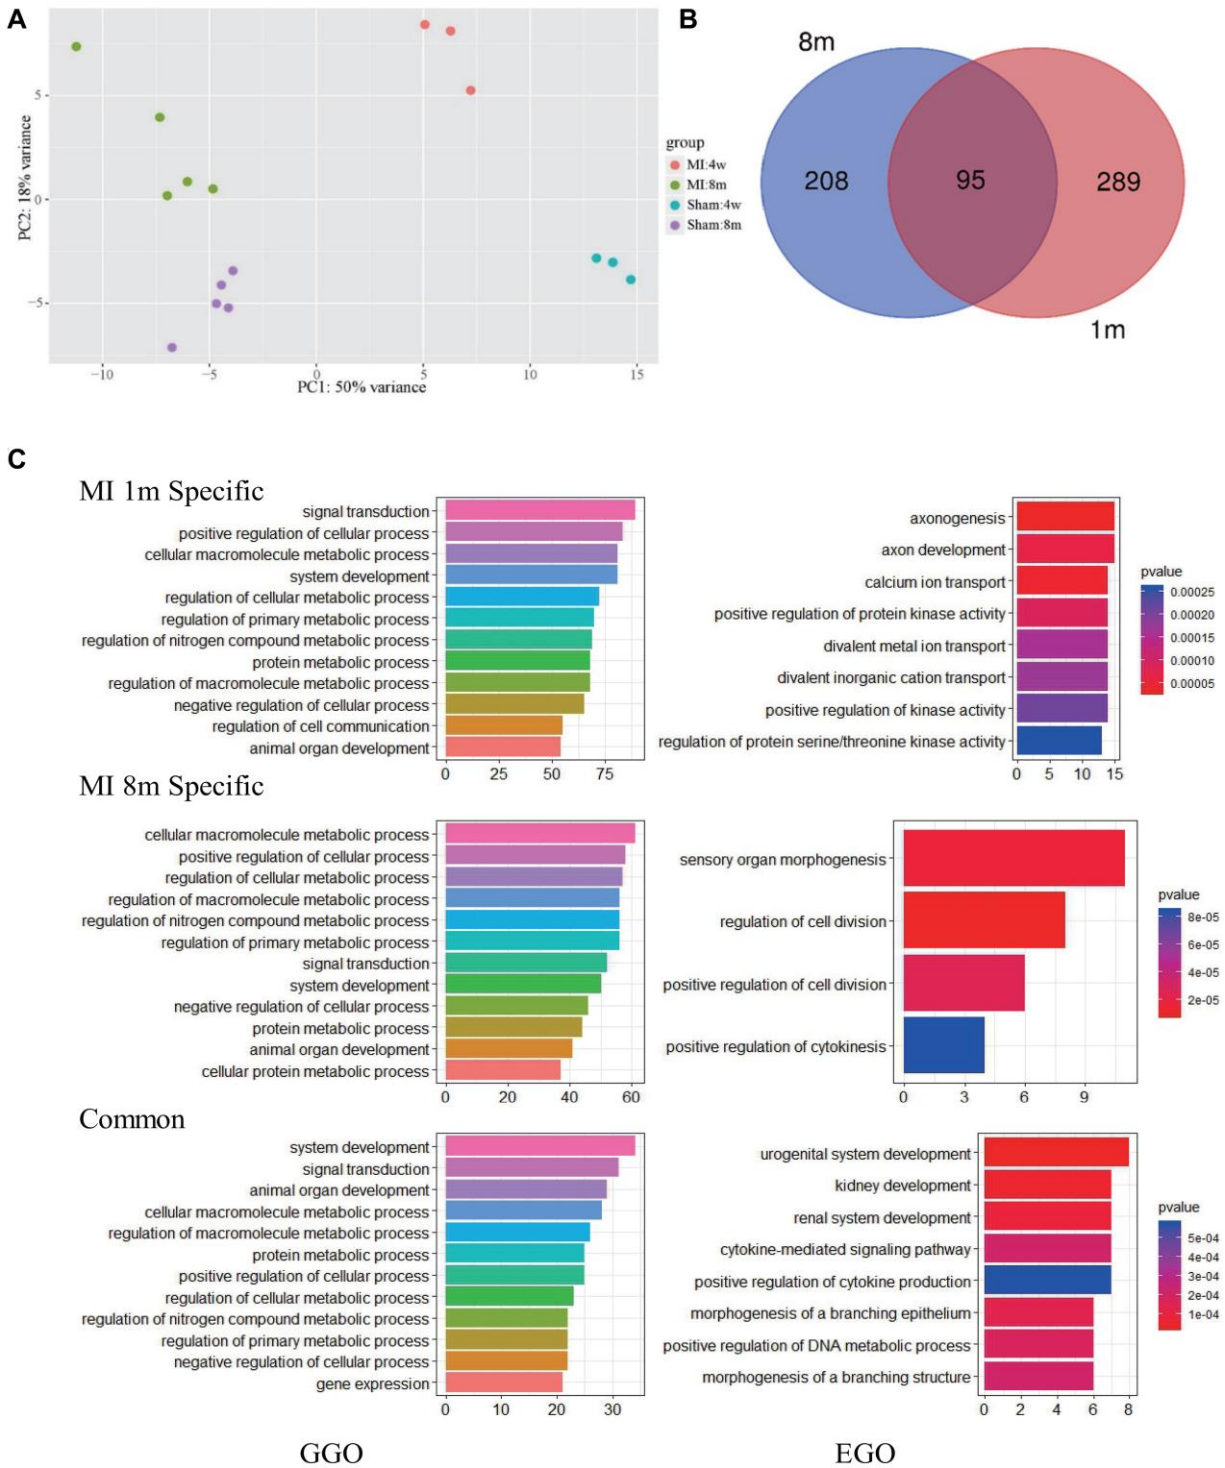 A
5
0
−5
PC2: 18% variance
−10
−5
0
5
10
15
PC1: 50% variance
group
MI:4w
MI:8m
Sham:4w
Sham:8m
B
8m
208
95
289
1m
C
MI 1m Specific
signal transduction
positive regulation of cellular process
cellular macromolecule metabolic process
system development
regulation of cellular metabolic process
regulation of primary metabolic process
regulation of nitrogen compound metabolic process
protein metabolic process
regulation of macromolecule metabolic process
negative regulation of cellular process
regulation of cell communication
animal organ development
0 25 50 75
axonogenesis
axon development
calcium ion transport
positive regulation of protein kinase activity
divalent metal ion transport
divalent inorganic cation transport
positive regulation of kinase activity
regulation of protein serine/threonine kinase activity
0 5 10 15
pvalue
0.00025
0.00020
0.00015
0.00010
0.00005
MI 8m Specific
cellular macromolecule metabolic process
positive regulation of cellular process
regulation of cellular metabolic process
regulation of macromolecule metabolic process
regulation of nitrogen compound metabolic process
regulation of primary metabolic process
signal transduction
system development
negative regulation of cellular process
protein metabolic process
animal organ development
cellular protein metabolic process
0 20 40 60
sensory organ morphogenesis
regulation of cell division
positive regulation of cell division
positive regulation of cytokinesis
0 3 6 9
pvalue
8e-05
6e-05
4e-05
2e-05
Common
system development
signal transduction
animal organ development
cellular macromolecule metabolic process
regulation of macromolecule metabolic process
protein metabolic process
positive regulation of cellular process
regulation of cellular metabolic process
regulation of nitrogen compound metabolic process
regulation of primary metabolic process
negative regulation of cellular process
gene expression
0 10 20 30
urogenital system development
kidney development
renal system development
cytokine-mediated signaling pathway
positive regulation of cytokine production
morphogenesis of a branching epithelium
positive regulation of DNA metabolic process
morphogenesis of a branching structure
0 2 4 6 8
pvalue
5e-04
4e-04
3e-04
2e-04
1e-04
GGO
EGO